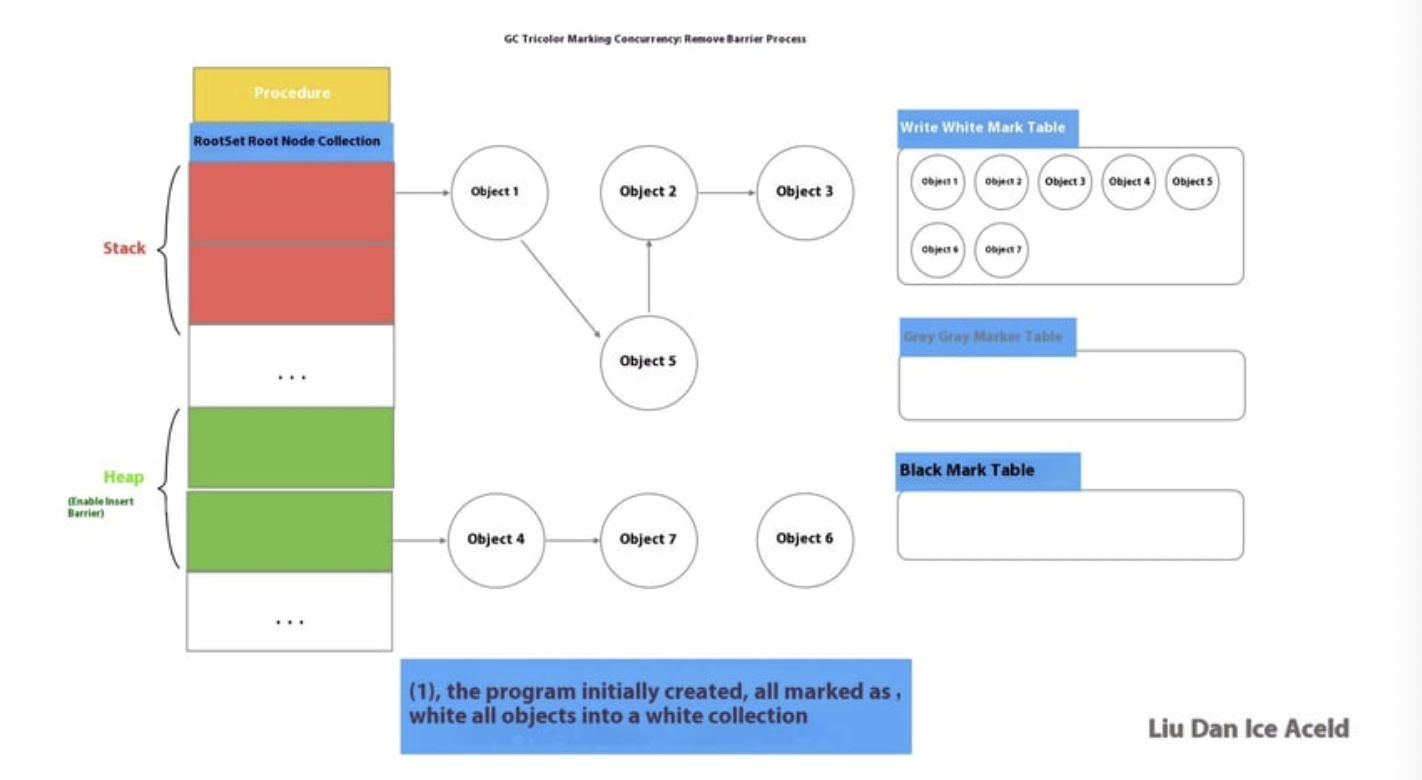 GC Tricolor Marking Concurrency: Remove Barrier Process
Procedure
RootSet Root Node Collection
Stack
...
Heap
(Enable Insert
Barrier)
...
Object 1
Object 2
Object 3
Object 5
Object 4
Object 7
Object 6
Write White Mark Table
Object 1
Object 2
Object 3
Object 4
Object 5
Object 6
Object 7
Grey Gray Marker Table
Black Mark Table
(1), the program initially created, all marked as ,
white all objects into a white collection
Liu Dan Ice Aceld